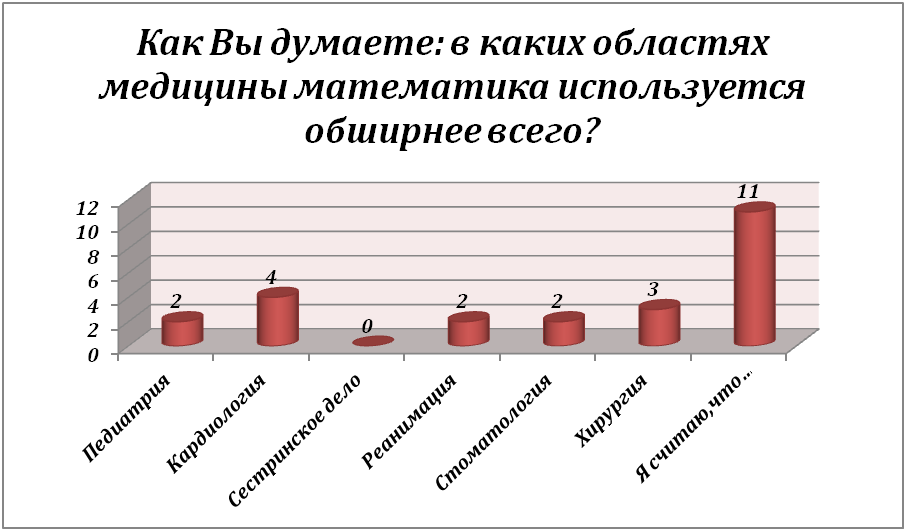 Как Вы думаете: в каких областях
медицины математика используется
обширнее всего?
12
10
8
6
4
2
0
2
4
0
2
2
3
11
Педиатрия
Кардиология
Сестринское дело
Реанимация
Стоматология
Хирургия
Я считаю,что...